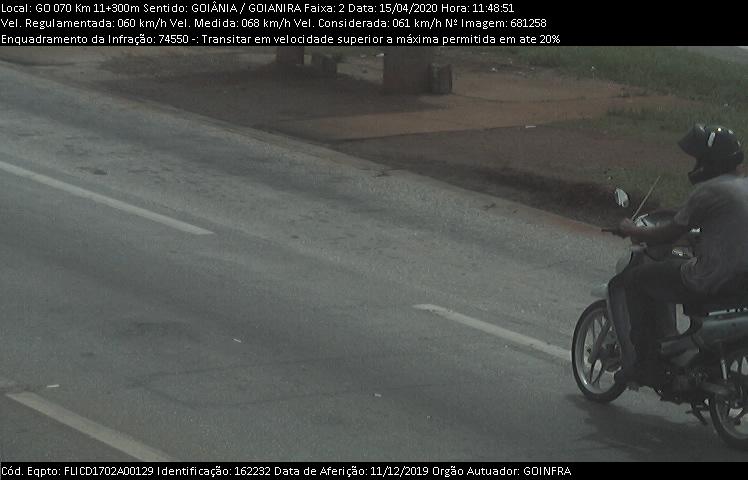 Local: GO 070 Km 11+300m Sentido: GOIÂNIA / GOIANIRA Faixa: 2 Data: 15/04/2020 Hora: 11:48:51
Vel. Regulamentada: 060 km/h Vel. Medida: 068 km/h Vel. Considerada: 061 km/h Nº Imagem: 681258
Enquadramento da Infração: 74550 -: Transitar em velocidade superior a máxima permitida em ate 20%
Cód. Eqpto: FLICD1702A00129 Identificação: 162232 Data de Aferição: 11/12/2019 Orgão Autuador: GOINFRA